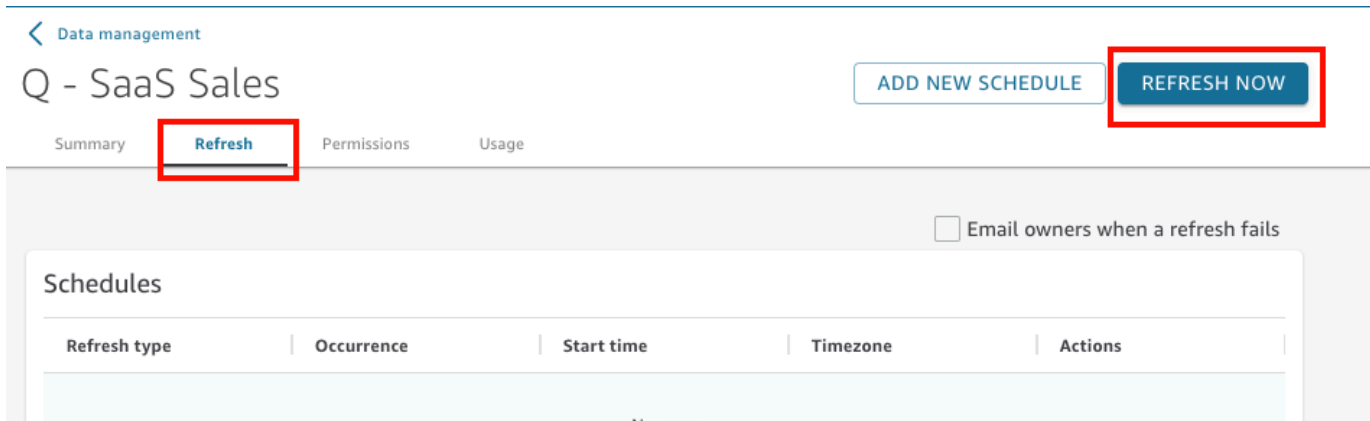 Data management
Q - SaaS Sales
ADD NEW SCHEDULE
REFRESH NOW
Summary Refresh Permissions Usage
Email owners when a refresh fails
Schedules
Refresh type Occurrence Start time Timezone Actions